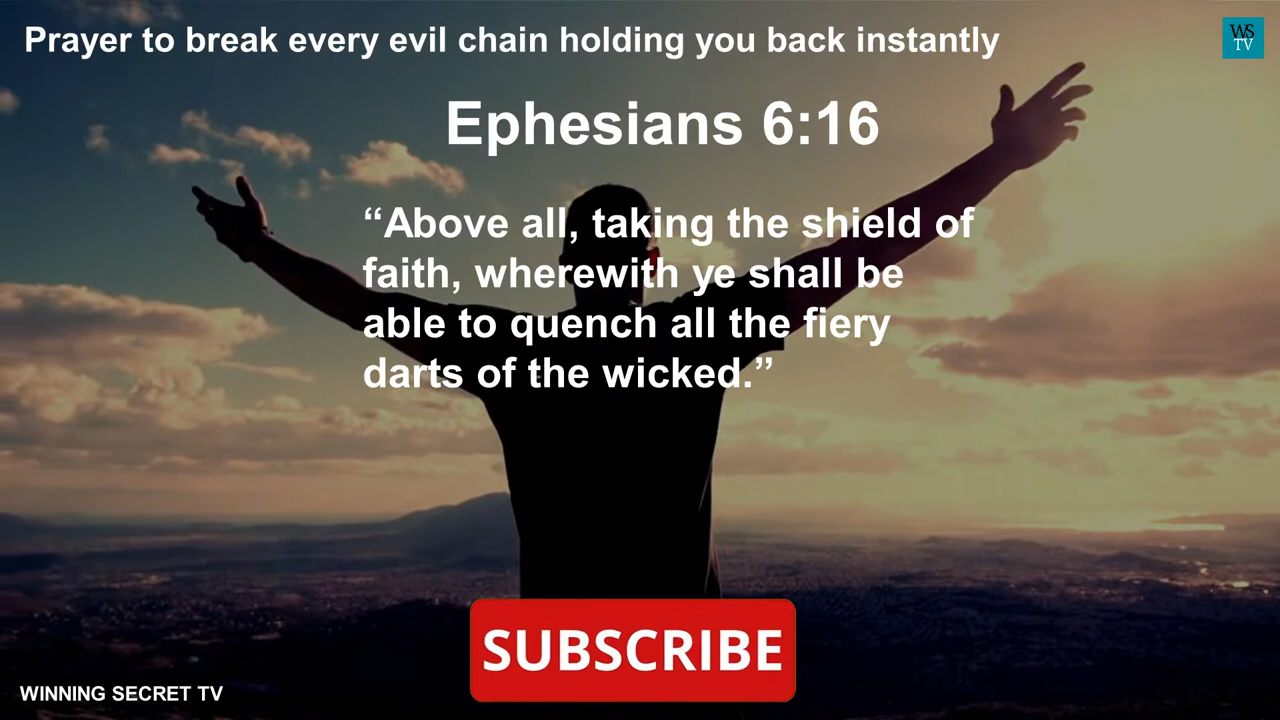 Prayer to break every evil chain holding you back instantly
WS
TV
Ephesians 6:16
“Above all, taking the shield of
faith, wherewith ye shall be
able to quench all the fiery
darts of the wicked.”
SUBSCRIBE
WINNING SECRET TV